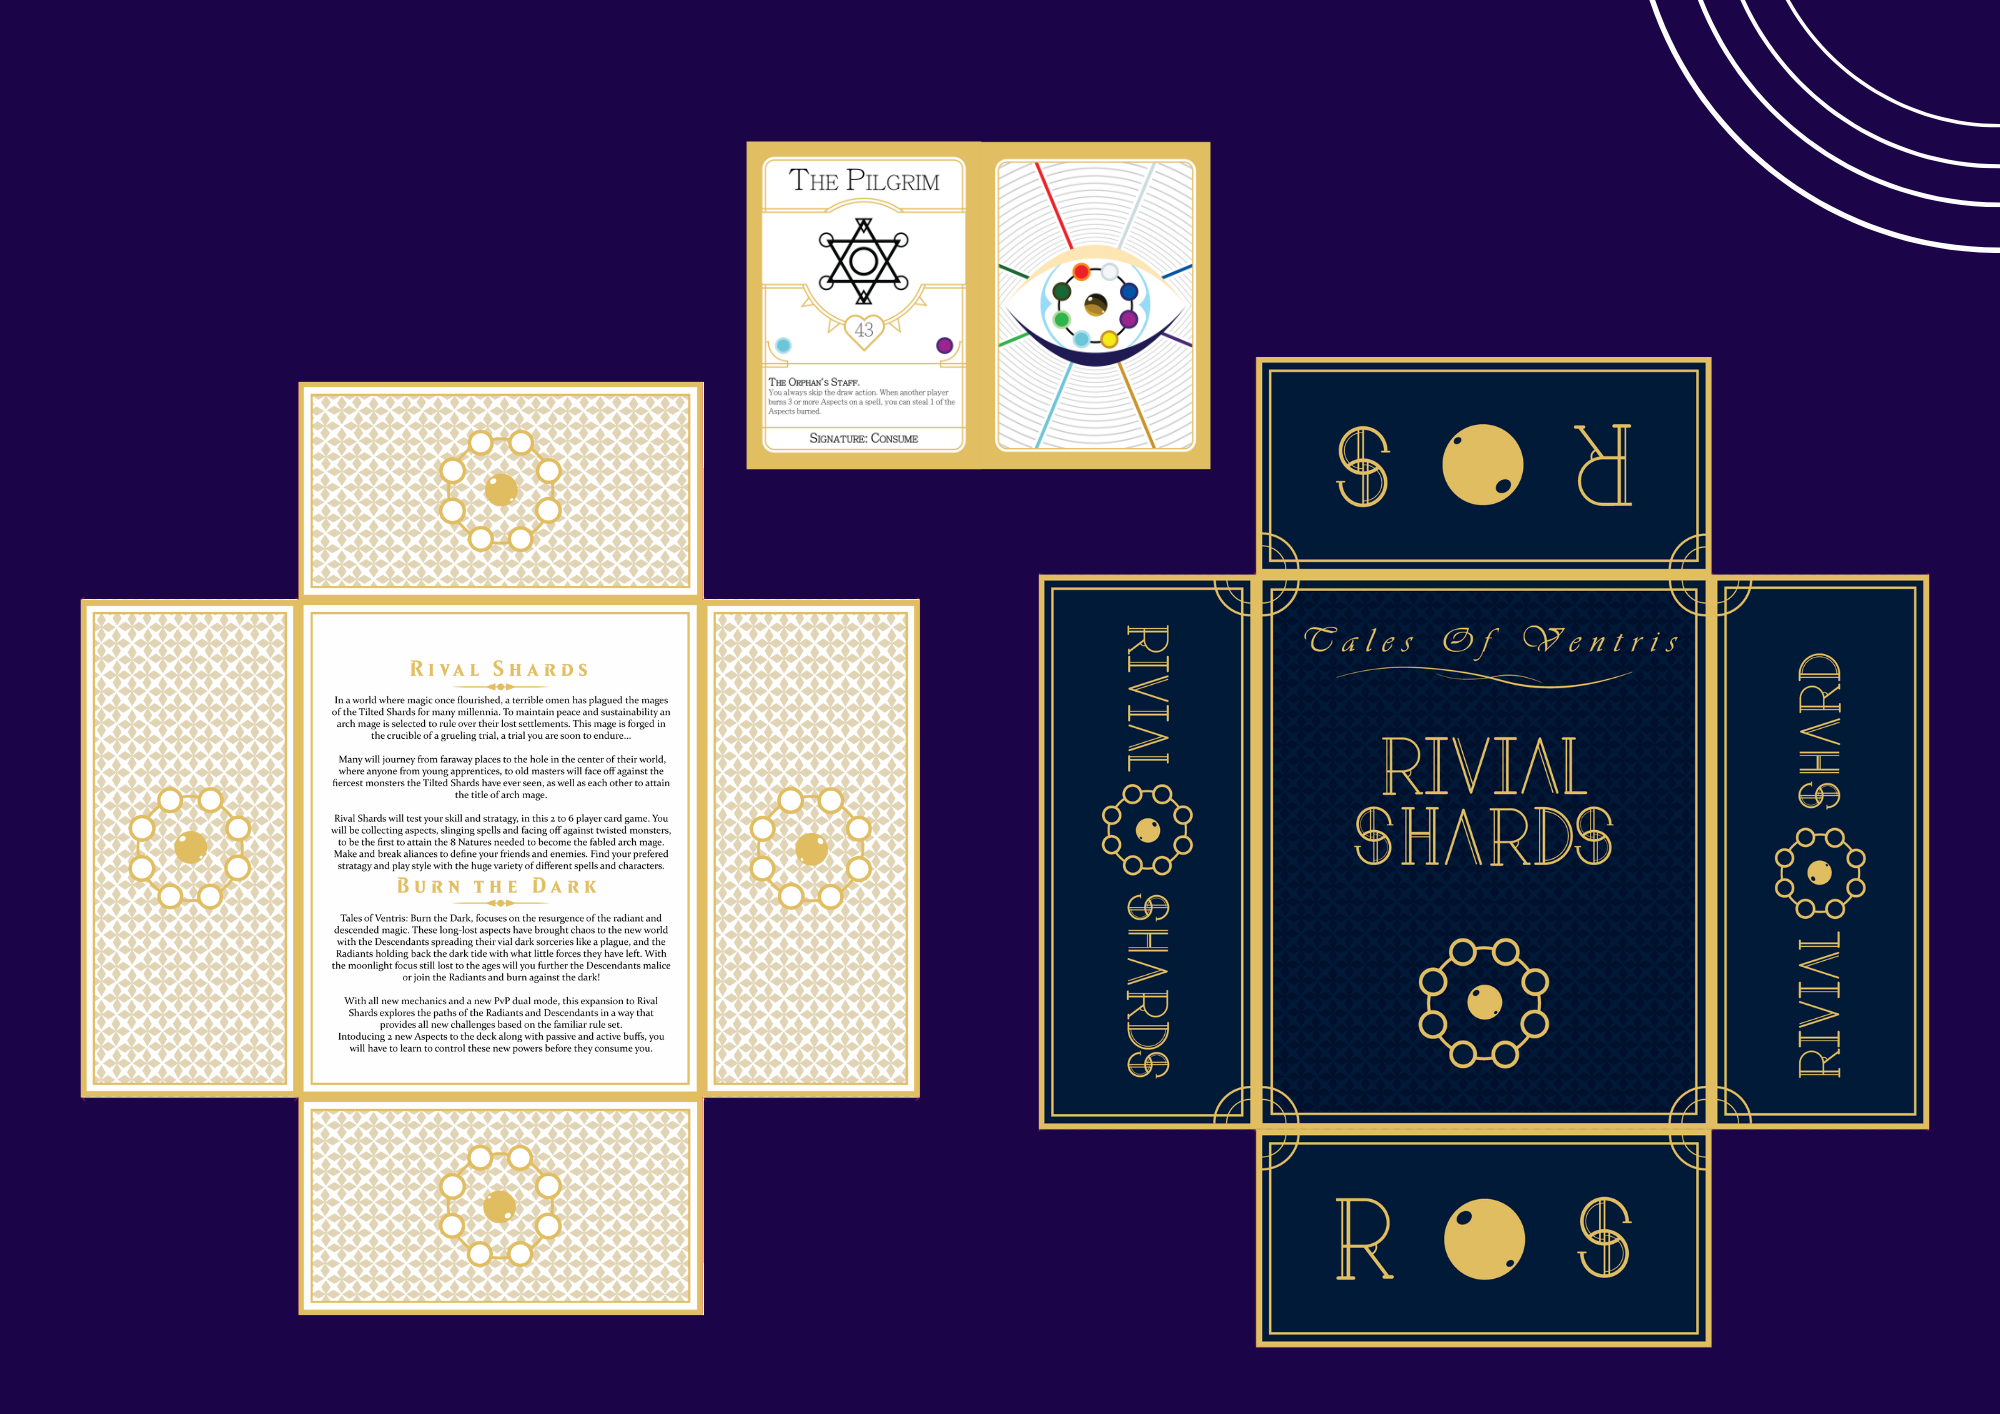 THE PILGRIM
43
THE ORPHAN'S STAFF.
You always skip the draw action. When another player
burns 3 or more Aspects on a spell, you can steal 1 of the
Aspects burned.
SIGNATURE: CONSUME
RIVAL SHARDS
In a world where magic once flourished, a terrible omen has plagued the mages
of the Tilted Shards for many millennia. To maintain peace and sustainability an
arch mage is selected to rule over their lost settlements. This mage is forged in
the crucible of a grueling trial, a trial you are soon to endure...
Many will journey from faraway places to the hole in the center of their world,
where anyone from young apprentices, to old masters will face off against the
fiercest monsters the Tilted Shards have ever seen, as well as each other to attain
the title of arch mage.
Rival Shards will test your skill and stratagy, in this 2 to 6 player card game. You
will be collecting aspects, slinging spells and facing off against twisted monsters,
to be the first to attain the 8 Natures needed to become the fabled arch mage.
Make and break aliances to define your friends and enemies. Find your prefered
stratagy and play style with the huge variety of different spells and characters.
BURN THE DARK
Tales of Ventris: Burn the Dark, focuses on the resurgence of the radiant and
descended magic. These long-lost aspects have brought chaos to the new world
with the Descendants spreading their vial dark sorceries like a plague, and the
Radiants holding back the dark tide with what little forces they have left. With
the moonlight focus still lost to the ages will you further the Descendants malice
or join the Radiants and burn against the dark!
With all new mechanics and a new PvP dual mode, this expansion to Rival
Shards explores the paths of the Radiants and Descendants in a way that
provides all new challenges based on the familiar rule set.
Intoducing 2 new Aspects to the deck along with passive and active buffs, you
will have to learn to control these new powers before they consume you.
R S
RIVIAL SHARDS
Tales Of Ventris
RIVIAL
SHARDS
RIVIAL SHARD
R S